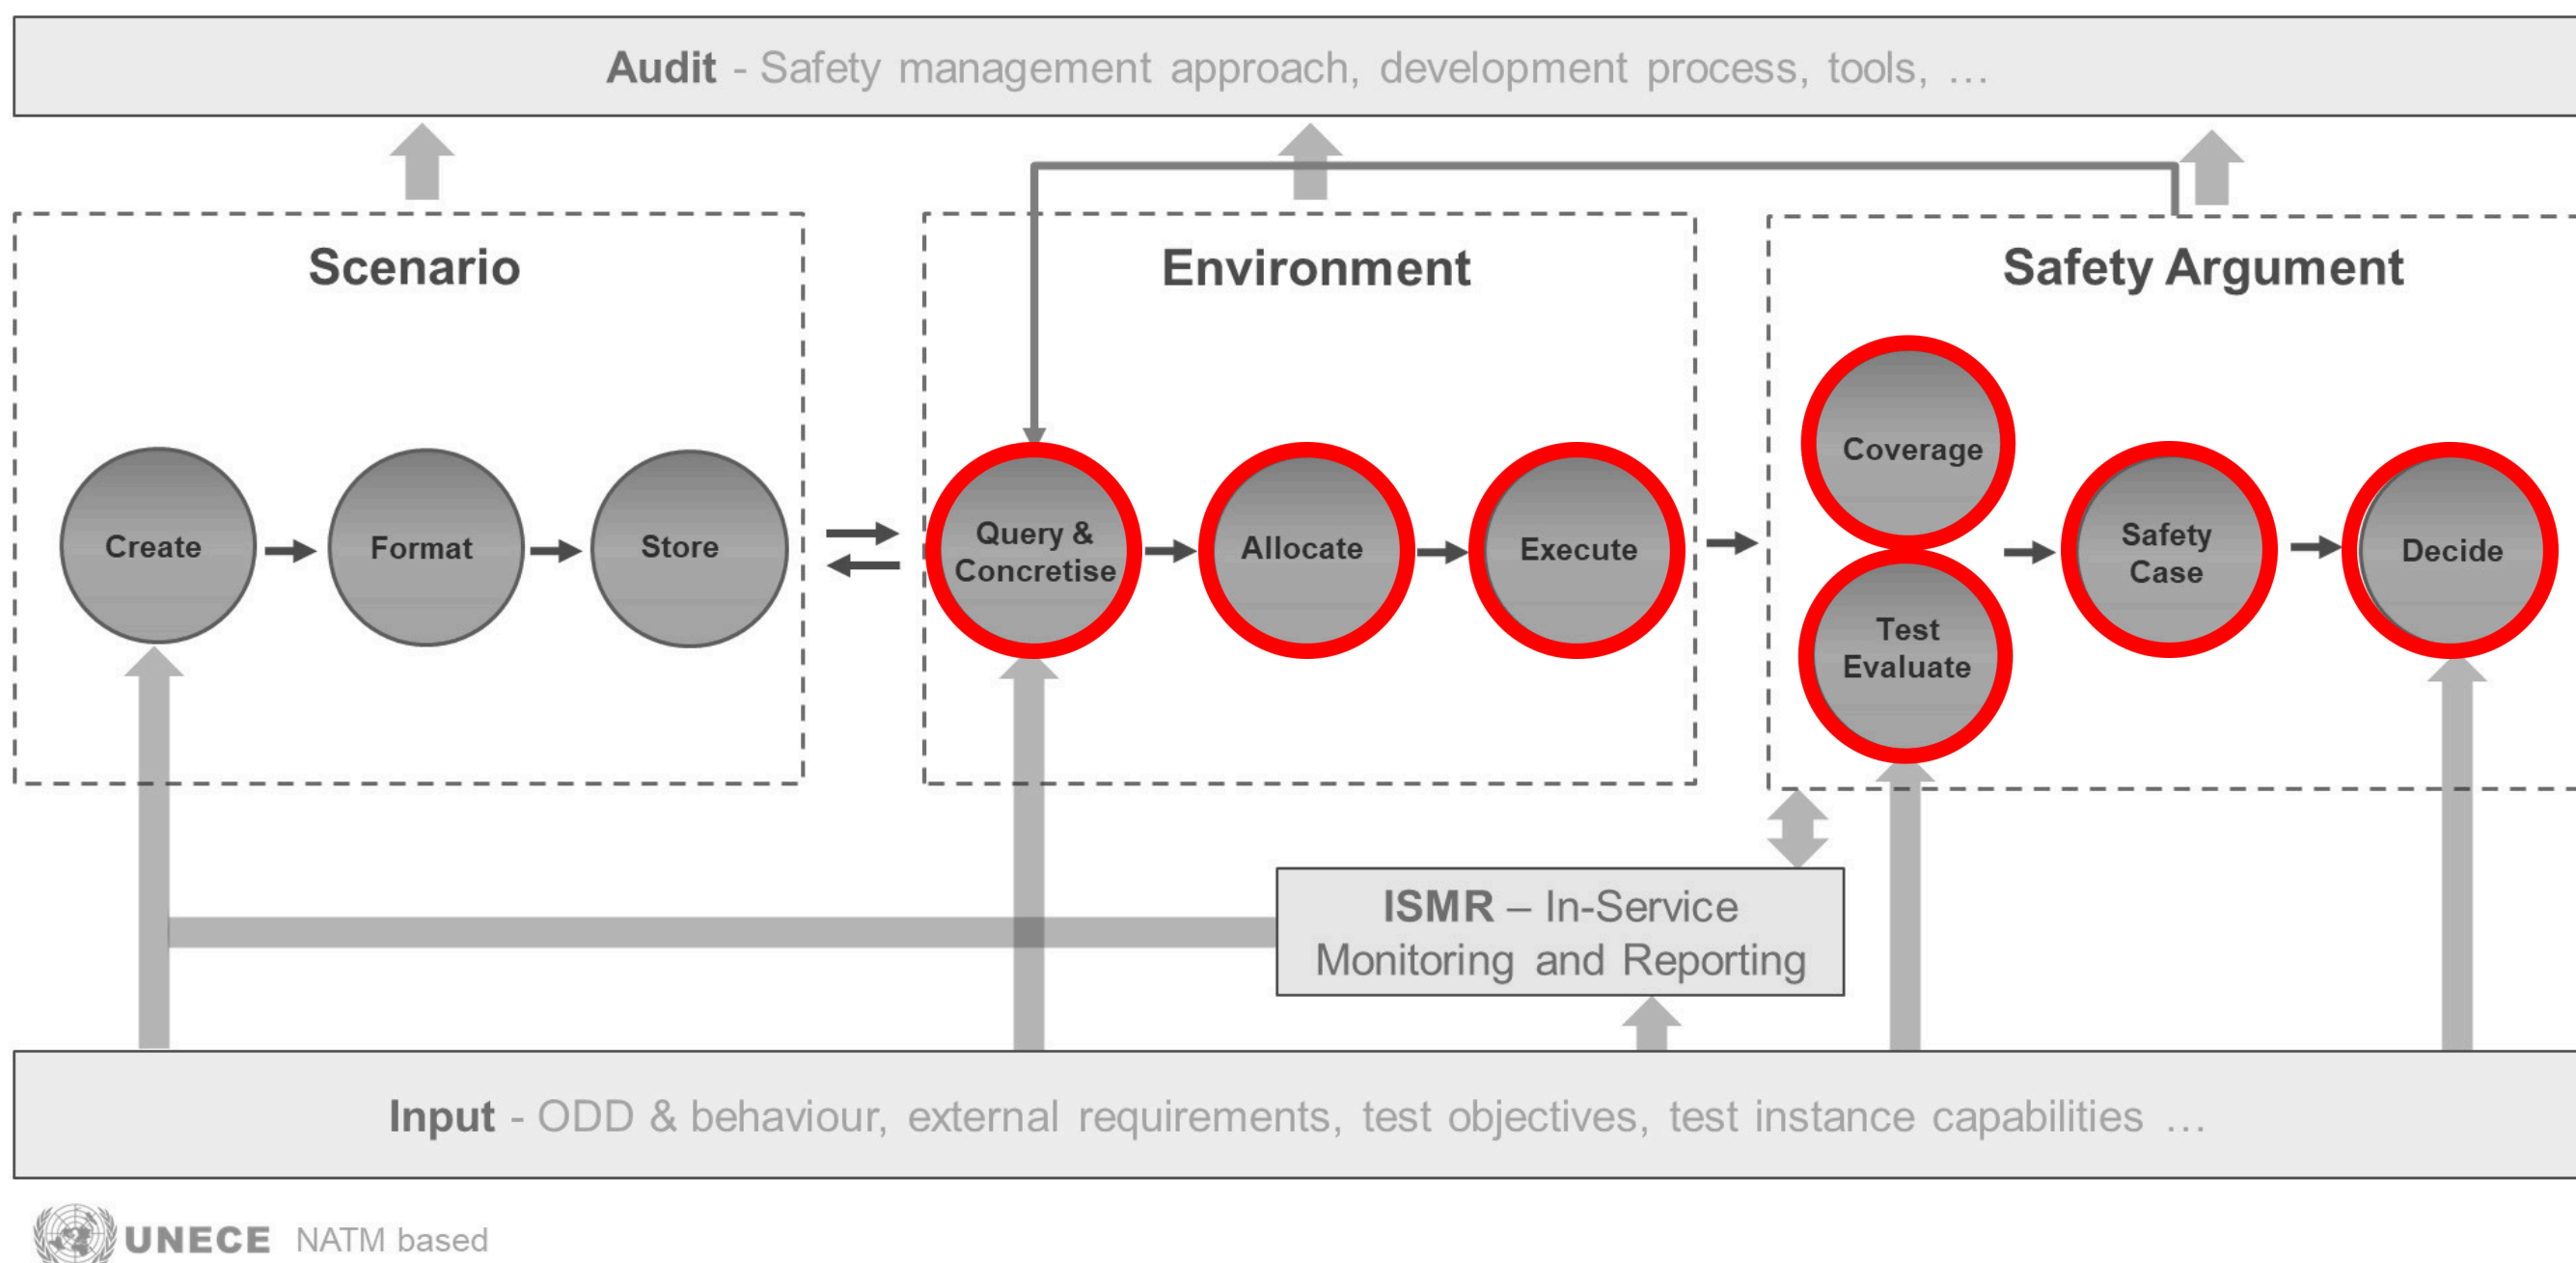 Audit - Safety management approach, development process, tools, …
Scenario
Environment
Safety Argument
Create
Format
Store
Query &
Concretise
Allocate
Execute
Coverage
Test
Evaluate
Safety
Case
Decide
ISMR – In-Service
Monitoring and Reporting
Input - ODD & behaviour, external requirements, test objectives, test instance capabilities …
UNECE NATM based